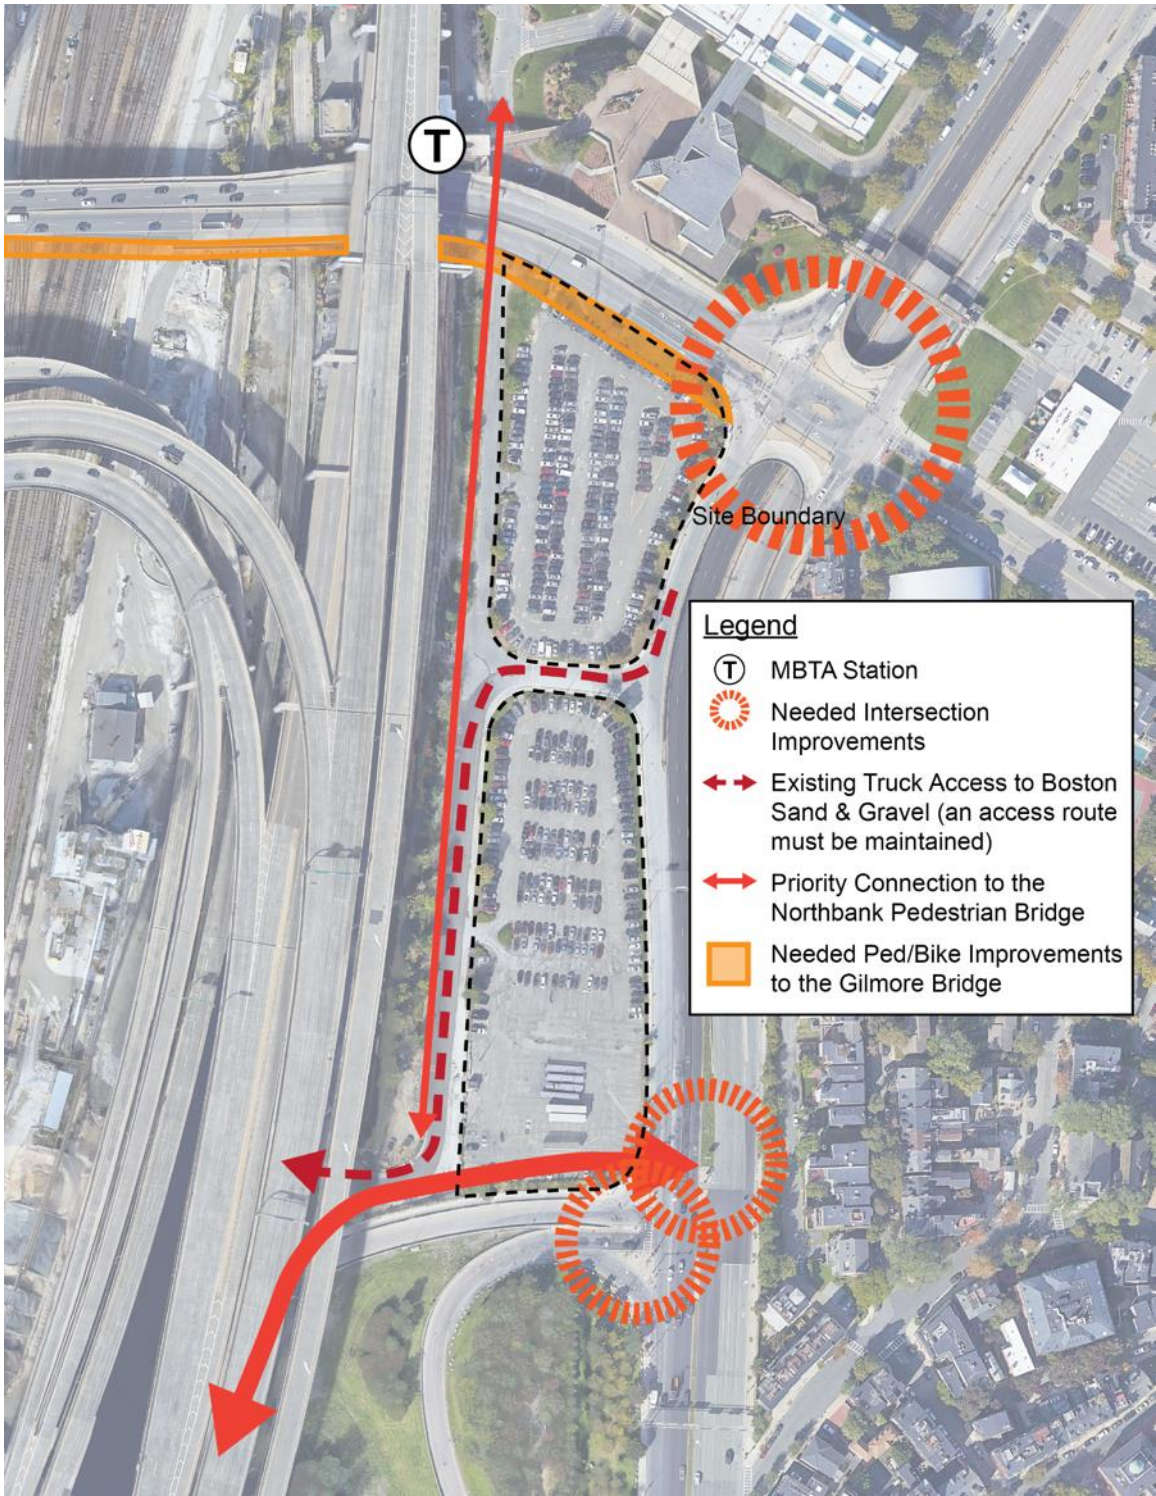 T
Site Boundary
Legend
T MBTA Station
Needed Intersection
Improvements
Existing Truck Access to Boston
Sand & Gravel (an access route
must be maintained)
Priority Connection to the
Northbank Pedestrian Bridge
Needed Ped/Bike Improvements
to the Gilmore Bridge